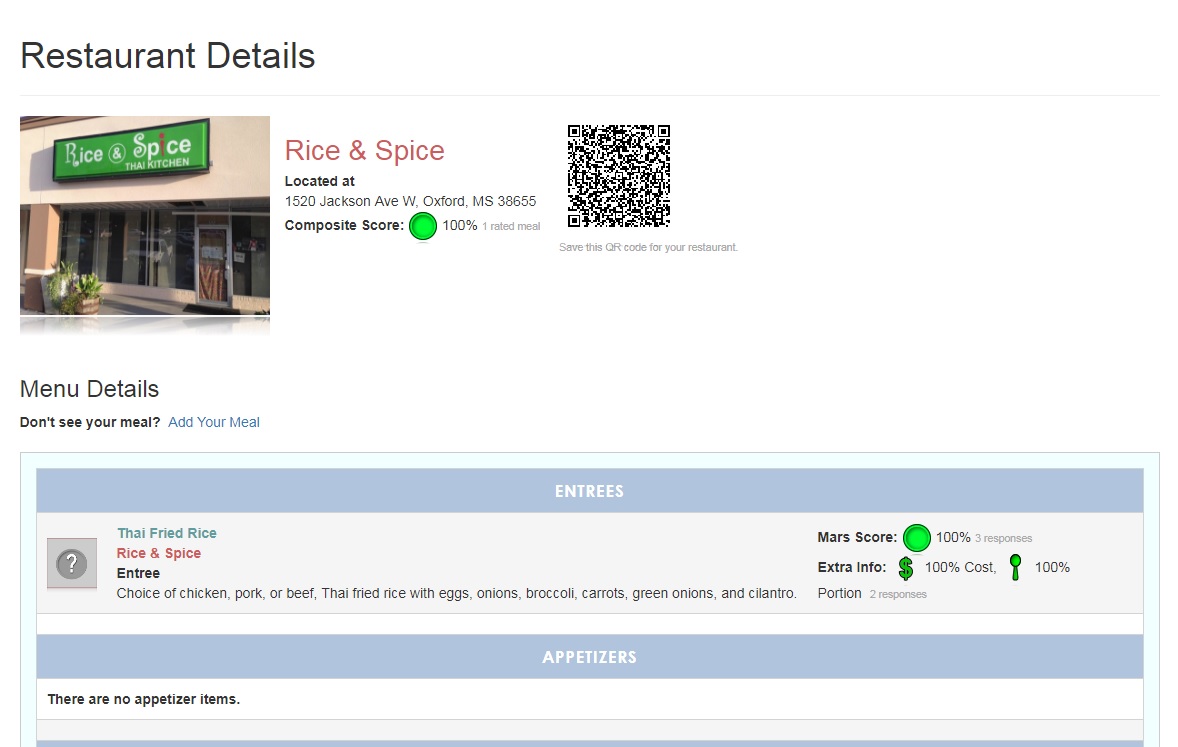 Restaurant Details
Rice & Spice
THAI KITCHEN
Rice & Spice
Located at
1520 Jackson Ave W, Oxford, MS 38655
Composite Score: 100% 1 rated meal
Save this QR code for your restaurant.
Menu Details
Don't see your meal? Add Your Meal
ENTREES
?
Thai Fried Rice
Rice & Spice
Entree
Choice of chicken, pork, or beef, Thai fried rice with eggs, onions, broccoli, carrots, green onions, and cilantro.
Mars Score: 100% 3 responses
Extra Info: $ 100% Cost, 100%
Portion 2 responses
APPETIZERS
There are no appetizer items.